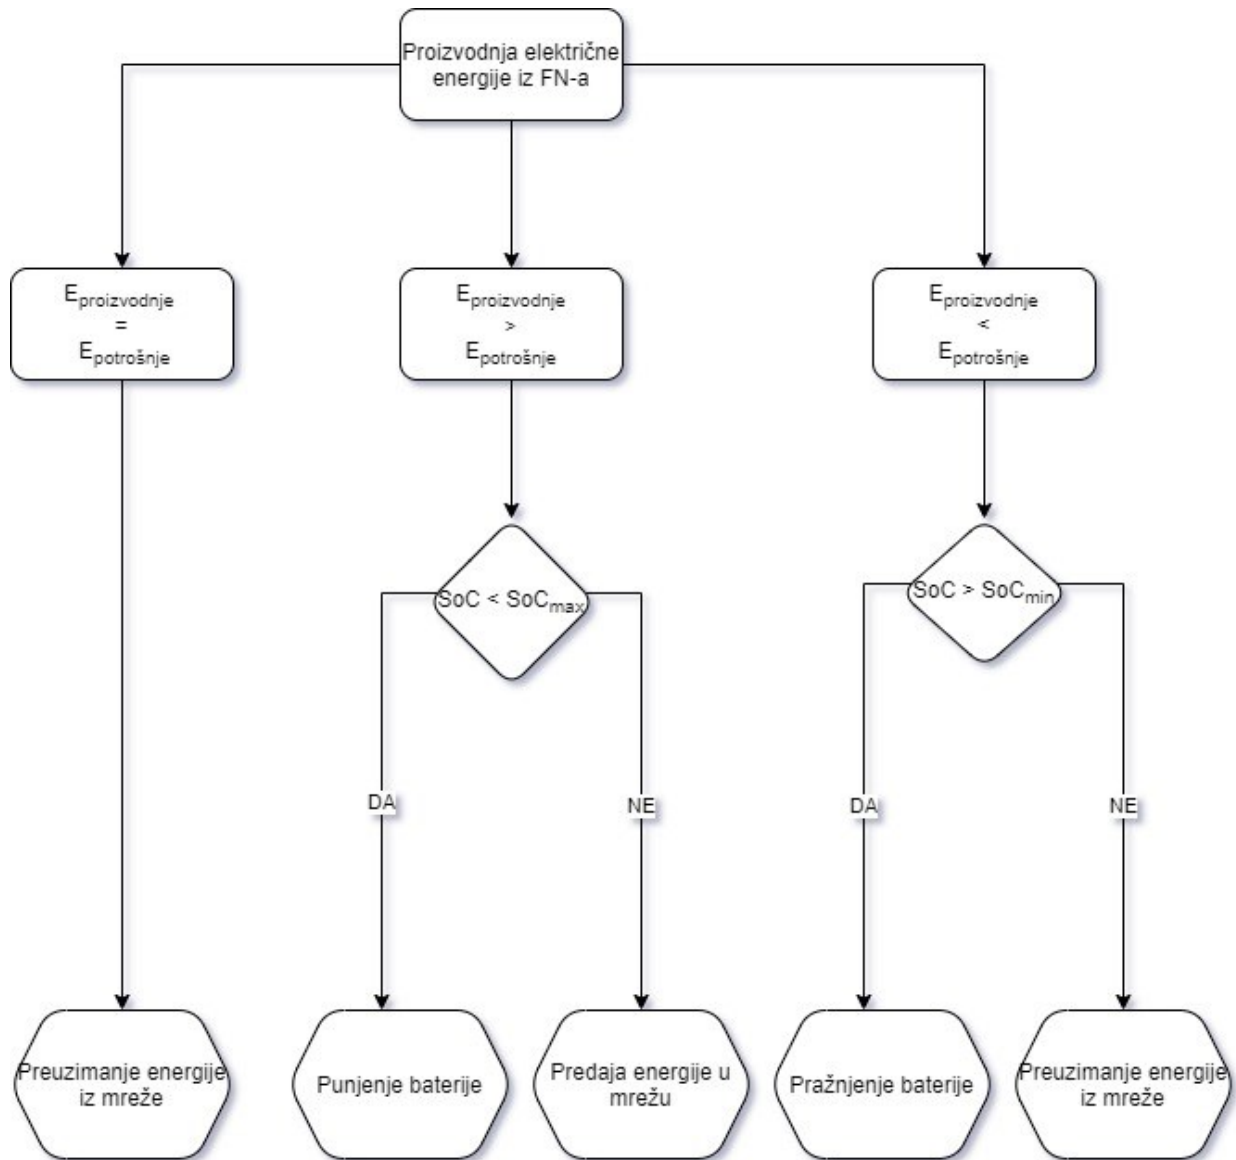 Proizvodnja električne
energije iz FN-a
Eproizvodnje
=
Epotrošnje
Eproizvodnje
>
Epotrošnje
Eproizvodnje
<
Epotrošnje
SoC < SoCmax
SoC > SoCmin
DA
NE
DA
NE
Preuzimanje energije
iz mreže
Punjenje baterije
Predaja energije u
mrežu
Pražnjenje baterije
Preuzimanje energije
iz mreže